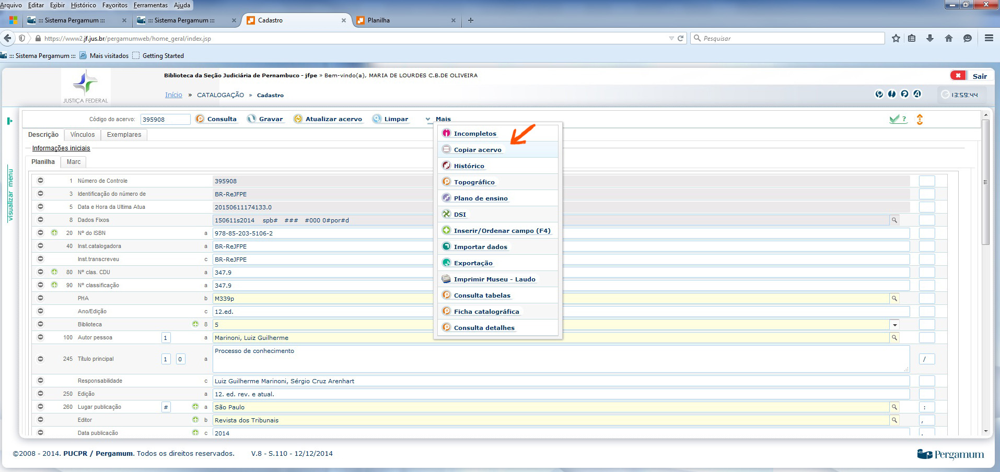 Arquivo Editar Exibir Histórico Favoritos Ferramentas Ajuda
::: Sistema Pergamum ::: × ::: Sistema Pergamum ::: × Cadastro × Planilha × +
https://www2.jf.jus.br/pergamumweb/home_geral/index.jsp Pesquisar
::: Sistema Pergamum ::: Mais visitados Getting Started
Biblioteca da Seção Judiciária de Pernambuco - jfpe » Bem-vindo(a), MARIA DE LOURDES C.B.DE OLIVEIRA Sair
JUSTIÇA FEDERAL
Início » CATALOGAÇÃO » Cadastro 13:59:44
Código do acervo: 395908 Consulta Gravar Atualizar acervo Limpar Mais ?
Descrição Vínculos Exemplares
Informações iniciais
Planilha Marc
visualizar menu
Incompletos
Copiar acervo
Histórico
Topográfico
Plano de ensino
DSI
Inserir/Ordenar campo (F4)
Importar dados
Exportação
Imprimir Museu - Laudo
Consulta tabelas
Ficha catalográfica
Consulta detalhes
1 Número de Controle 395908
3 Identificação do número de BR-ReJFPE
5 Data e Hora da Ultima Atua 20150611174133.0
8 Dados Fixos 150611s2014 spb# ### #000 0#por#d
20 Nº do ISBN a 978-85-203-5106-2
40 Inst.catalogadora a BR-ReJFPE
Inst.transcreveu c BR-ReJFPE
80 Nº clas. CDU a 347.9
90 Nº classificação a 347.9
PHA b M339p
Ano/Edição c 12.ed.
Biblioteca 8 5
100 Autor pessoa 1 a Marinoni, Luiz Guilherme
245 Título principal 1 0 a Processo de conhecimento /
Responsabilidade c Luiz Guilherme Marinoni, Sérgio Cruz Arenhart
250 Edição a 12. ed. rev. e atual.
260 Lugar publicação # a São Paulo :
Editor b Revista dos Tribunais ,
Data publicação c 2014 .
©2008 - 2014. PUCPR / Pergamum. Todos os direitos reservados. V.8 - S.110 - 12/12/2014 Pergamum